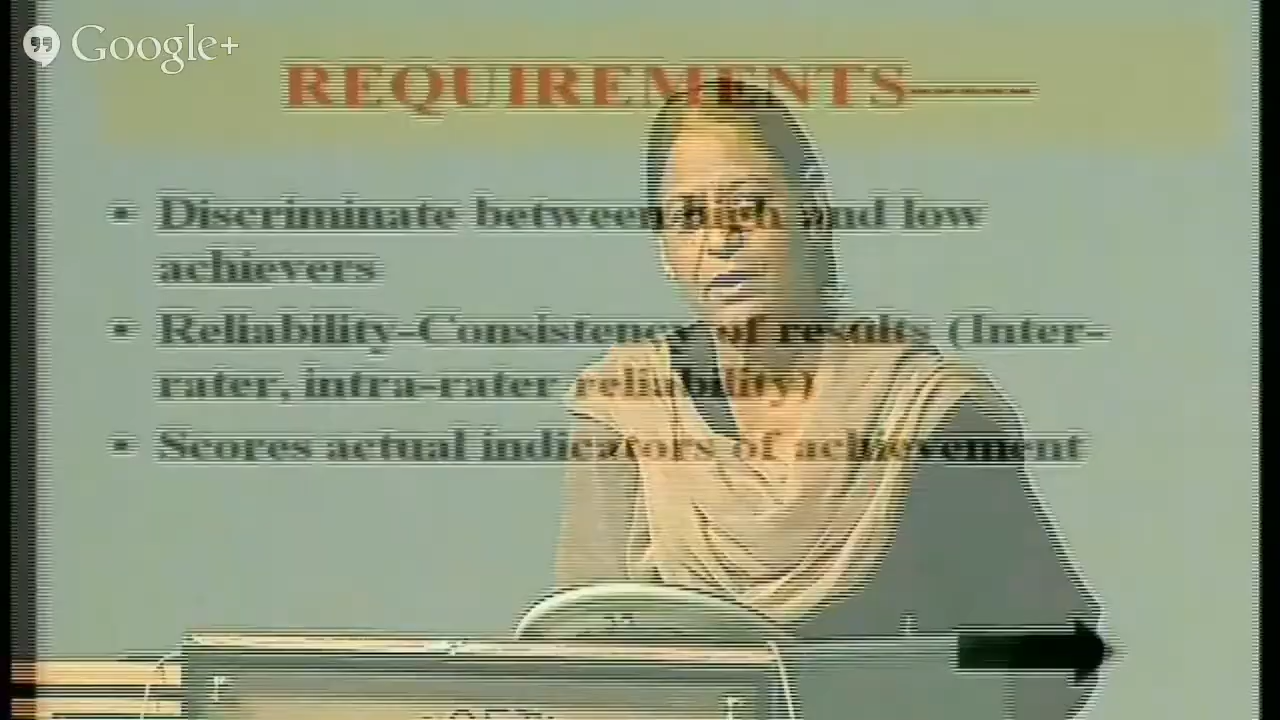 Google+
REQUIREMENTS
• Discriminate between high and low
achievers
• Reliability-Consistency of results (Inter-
rater, intra-rater reliability)
• Scores actual indicators of achievement